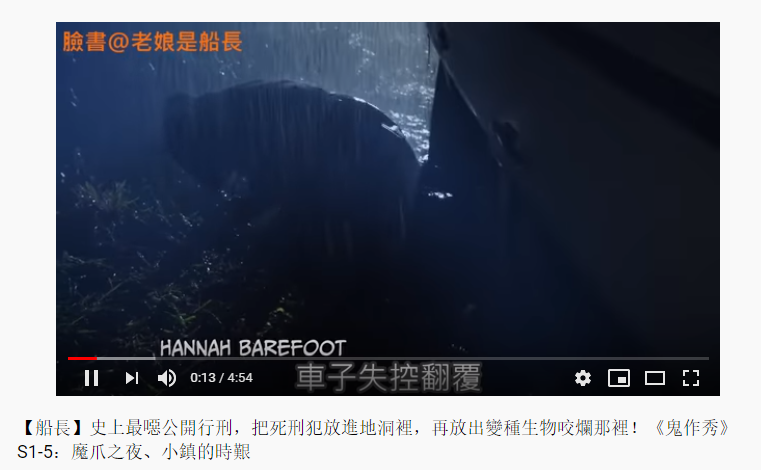 臉書@老娘是船長
HANNAH BAREFOOT
0:13 / 4:54
車子失控翻覆
【船長】史上最噁公開行刑，把死刑犯放進地洞裡，再放出變種生物咬爛那裡！《鬼作秀》
S1-5：魔爪之夜、小鎮的時艱